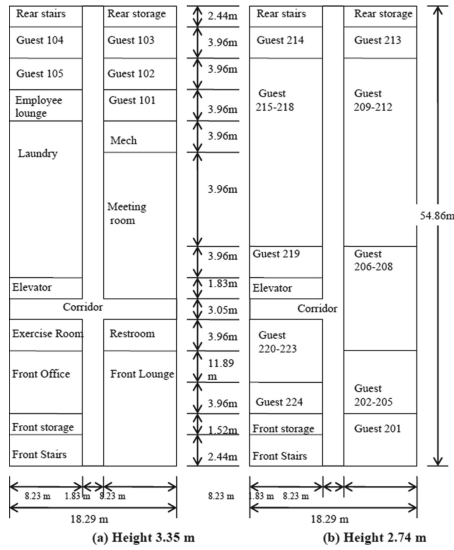 Rear stairs
Rear storage
2.44m
Rear stairs
Rear storage
Guest 104
Guest 103
3.96m
Guest 214
Guest 213
Guest 105
Guest 102
3.96m
Guest
215-218
Guest
209-212
Employee
lounge
Guest 101
3.96m
Mech
3.96m
Laundry
3.96m
Meeting
room
54.86m
3.96m
Guest 219
Guest
206-208
Elevator
1.83m
Elevator
Corridor
3.05m
Corridor
Exercise Room
Restroom
3.96m
Guest
220-223
Front Office
Front Lounge
11.89
m
3.96m
Guest 224
Guest
202-205
Front storage
1.52m
Front storage
Guest 201
Front Stairs
2.44m
Front Stairs
8.23 m
1.83 m
8.23 m
8.23 m
1.83 m
8.23 m
18.29 m
18.29 m
(a) Height 3.35 m
(b) Height 2.74 m